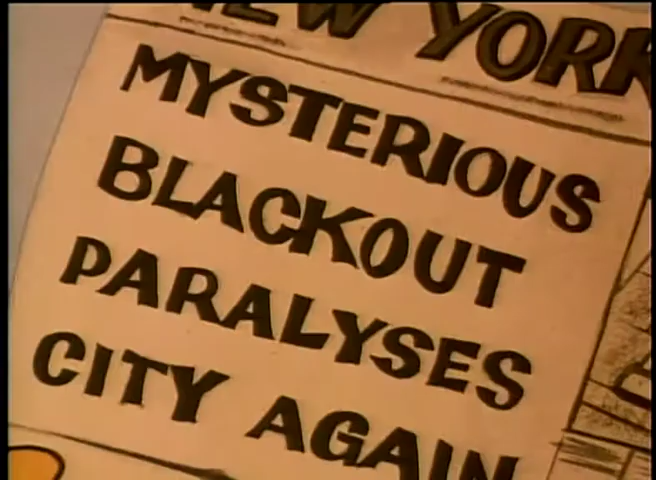 NEW YORK
MYSTERIOUS
BLACKOUT
PARALYSES
CITY AGAIN